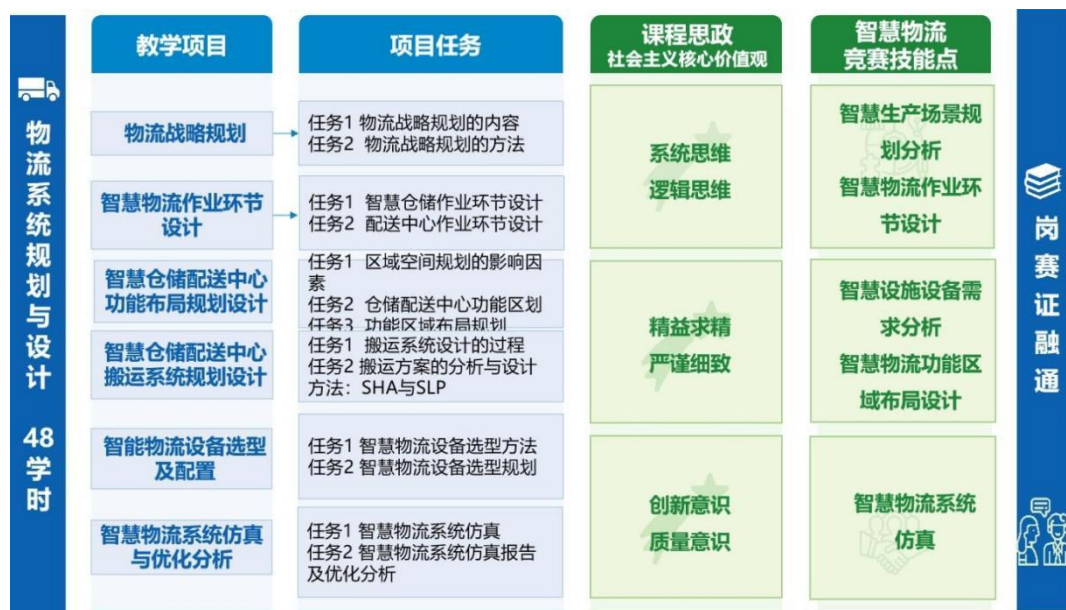 物流系统规划与设计 48学时
教学项目
项目任务
课程思政
社会主义核心价值观
智慧物流
竞赛技能点
物流战略规划
任务1 物流战略规划的内容
任务2 物流战略规划的方法
智慧物流作业环节
设计
任务1 智慧仓储作业环节设计
任务2 配送中心作业环节设计
系统思维
逻辑思维
智慧生产场景规
划分析
智慧物流作业环
节设计
智慧仓储配送中心
功能布局规划设计
任务1 区域空间规划的影响因
素
任务2 仓储配送中心功能区划
任务3 功能区域布局规划
智慧仓储配送中心
搬运系统规划设计
任务1 搬运系统设计的过程
任务2 搬运方案的分析与设计
方法：SHA与SLP
精益求精
严谨细致
智慧设施设备需
求分析
智慧物流功能区
域布局设计
智能物流设备选型
及配置
任务1 智慧物流设备选型方法
任务2 智慧物流设备选型规划
智慧物流系统仿真
与优化分析
任务1 智慧物流系统仿真
任务2 智慧物流系统仿真报告
及优化分析
创新意识
质量意识
智慧物流系统
仿真
岗赛证融通